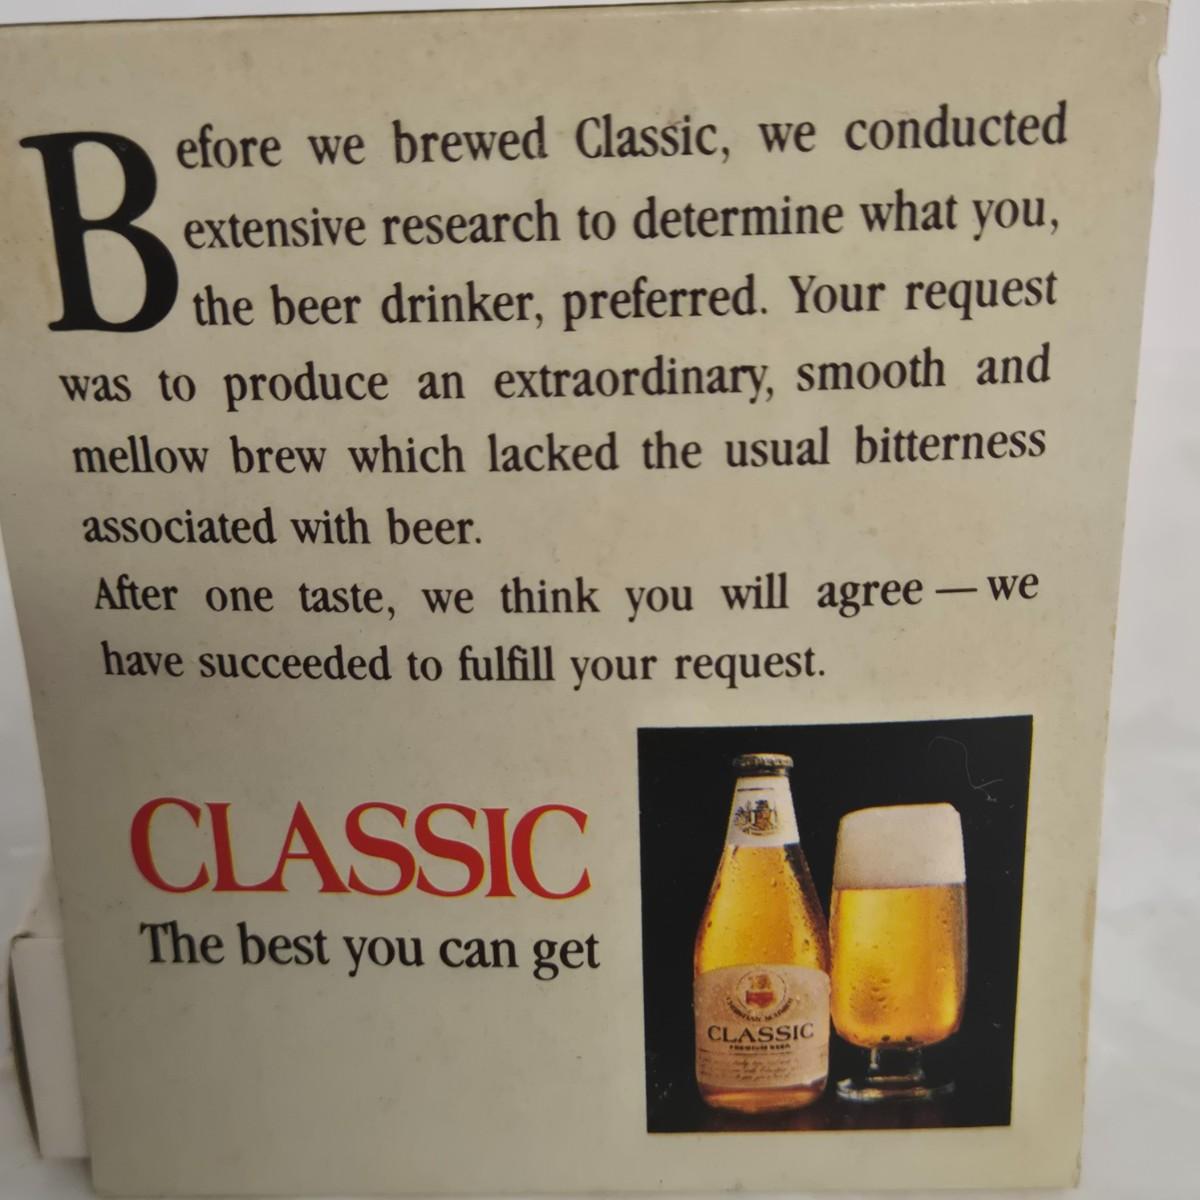 Before we brewed Classic, we conducted
extensive research to determine what you,
the beer drinker, preferred. Your request
was to produce an extraordinary, smooth and
mellow brew which lacked the usual bitterness
associated with beer.
After one taste, we think you will agree — we
have succeeded to fulfill your request.
CLASSIC
The best you can get
CLASSIC
PREMIUM BEER